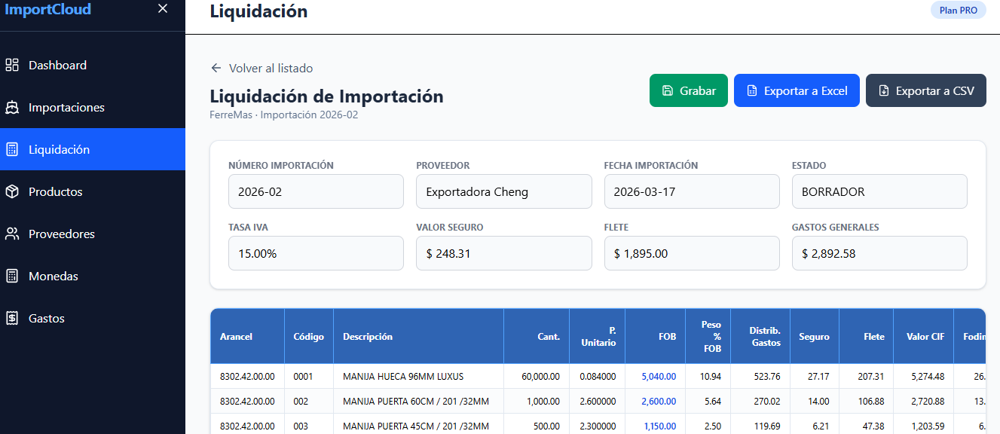 ImportCloud
Liquidación
Plan PRO
Dashboard
Importaciones
Liquidación
Productos
Proveedores
Monedas
Gastos
Volver al listado
Liquidación de Importación
FerreMas · Importación 2026-02
Grabar
Exportar a Excel
Exportar a CSV
NÚMERO IMPORTACIÓN PROVEEDOR FECHA IMPORTACIÓN ESTADO
2026-02 Exportadora Cheng 2026-03-17 BORRADOR
TASA IVA VALOR SEGURO FLETE GASTOS GENERALES
15.00% $ 248.31 $ 1,895.00 $ 2,892.58
Arancel Código Descripción Cant. P. Unitario FOB Peso % FOB Distrib. Gastos Seguro Flete Valor CIF
8302.42.00.00 0001 MANIJA HUECA 96MM LUXUS 60,000.00 0.084000 5,040.00 10.94 523.76 27.17 207.31 5,274.48 26.
8302.42.00.00 002 MANIJA PUERTA 60CM / 201 /32MM 1,000.00 2.600000 2,600.00 5.64 270.02 14.00 106.88 2,720.88 13.
8302.42.00.00 003 MANIJA PUERTA 45CM / 201 /32MM 500.00 2.300000 1,150.00 2.50 119.69 6.21 47.38 1,203.59 6.